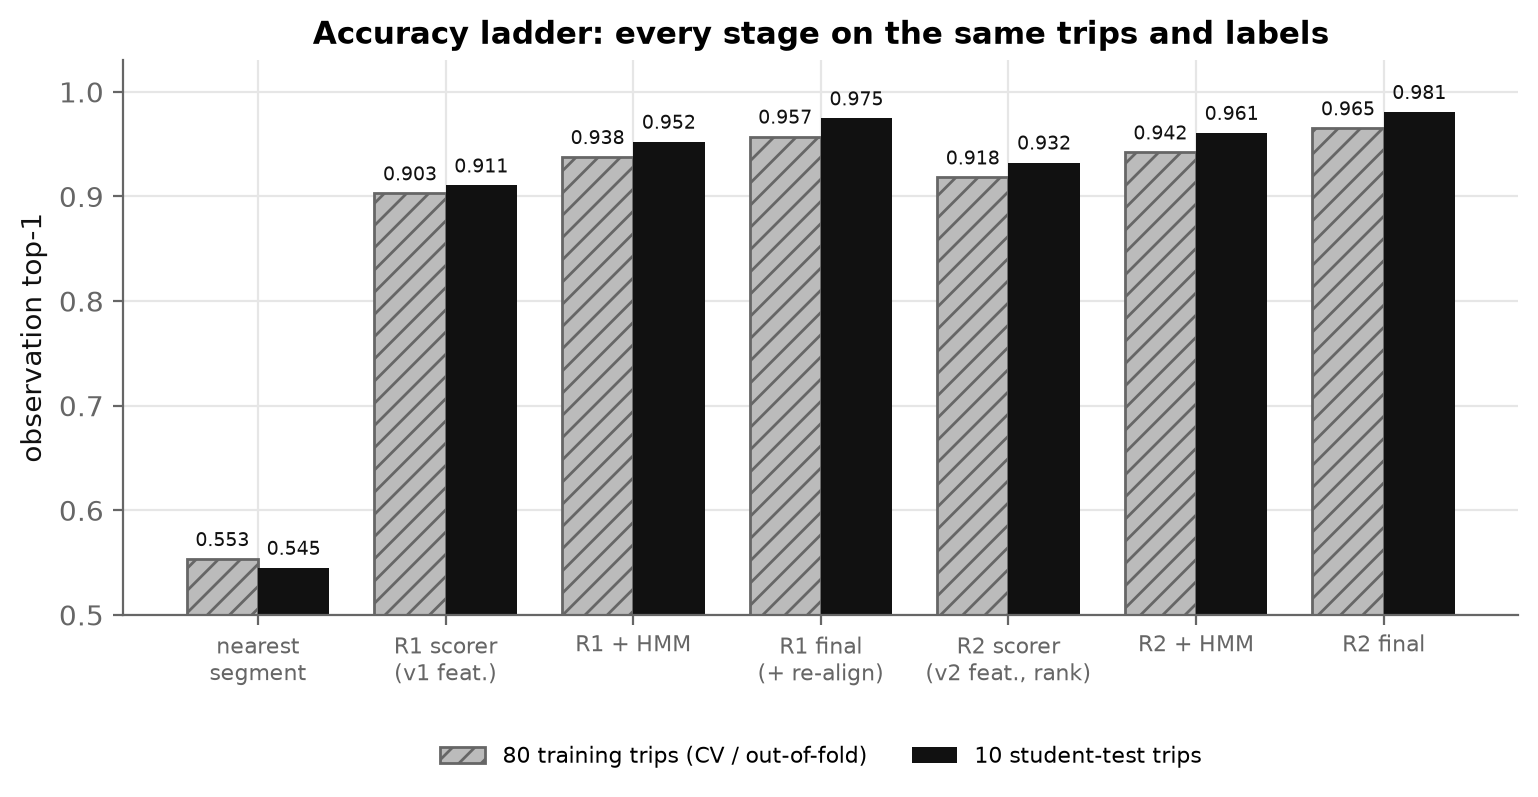 Accuracy ladder: every stage on the same trips and labels
observation top-1
1.0
0.9
0.8
0.7
0.6
0.5
0.553
0.545
0.903
0.911
0.938
0.952
0.957
0.975
0.918
0.932
0.942
0.961
0.965
0.981
nearest
segment
R1 scorer
(v1 feat.)
R1 + HMM
R1 final
(+ re-align)
R2 scorer
(v2 feat., rank)
R2 + HMM
R2 final
80 training trips (CV / out-of-fold)
10 student-test trips